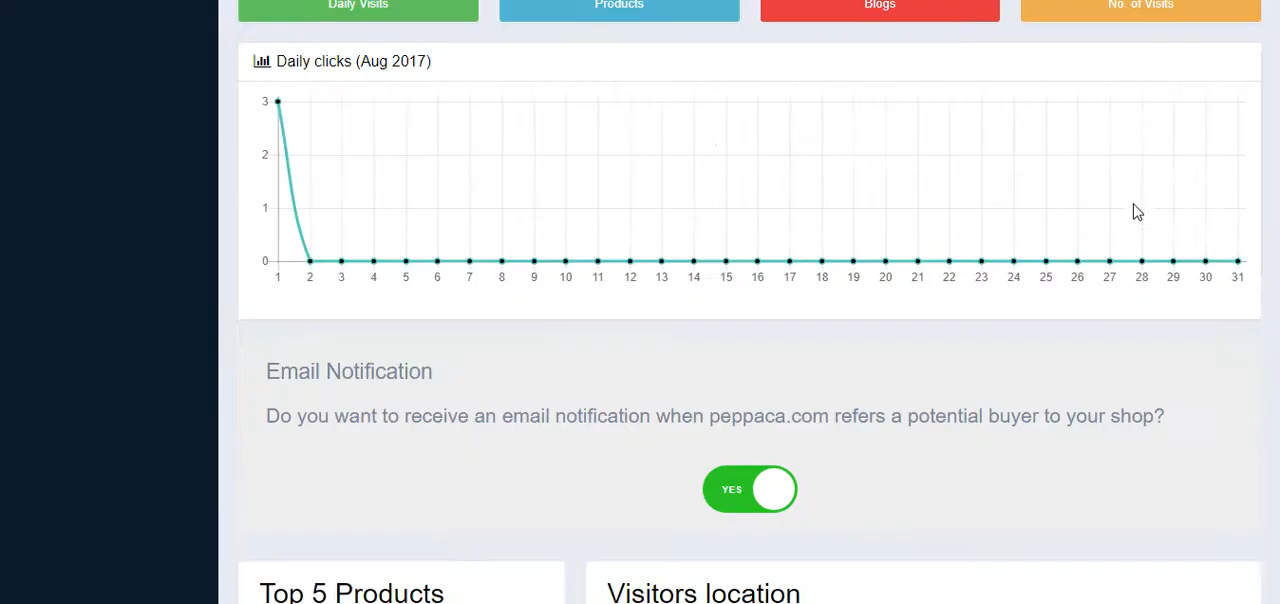 Daily Visits
Products
Blogs
No. of Visits
Daily clicks (Aug 2017)
3
2
1
0
1 2 3 4 5 6 7 8 9 10 11 12 13 14 15 16 17 18 19 20 21 22 23 24 25 26 27 28 29 30 31
Email Notification
Do you want to receive an email notification when peppaca.com refers a potential buyer to your shop?
YES
Top 5 Products
Visitors location